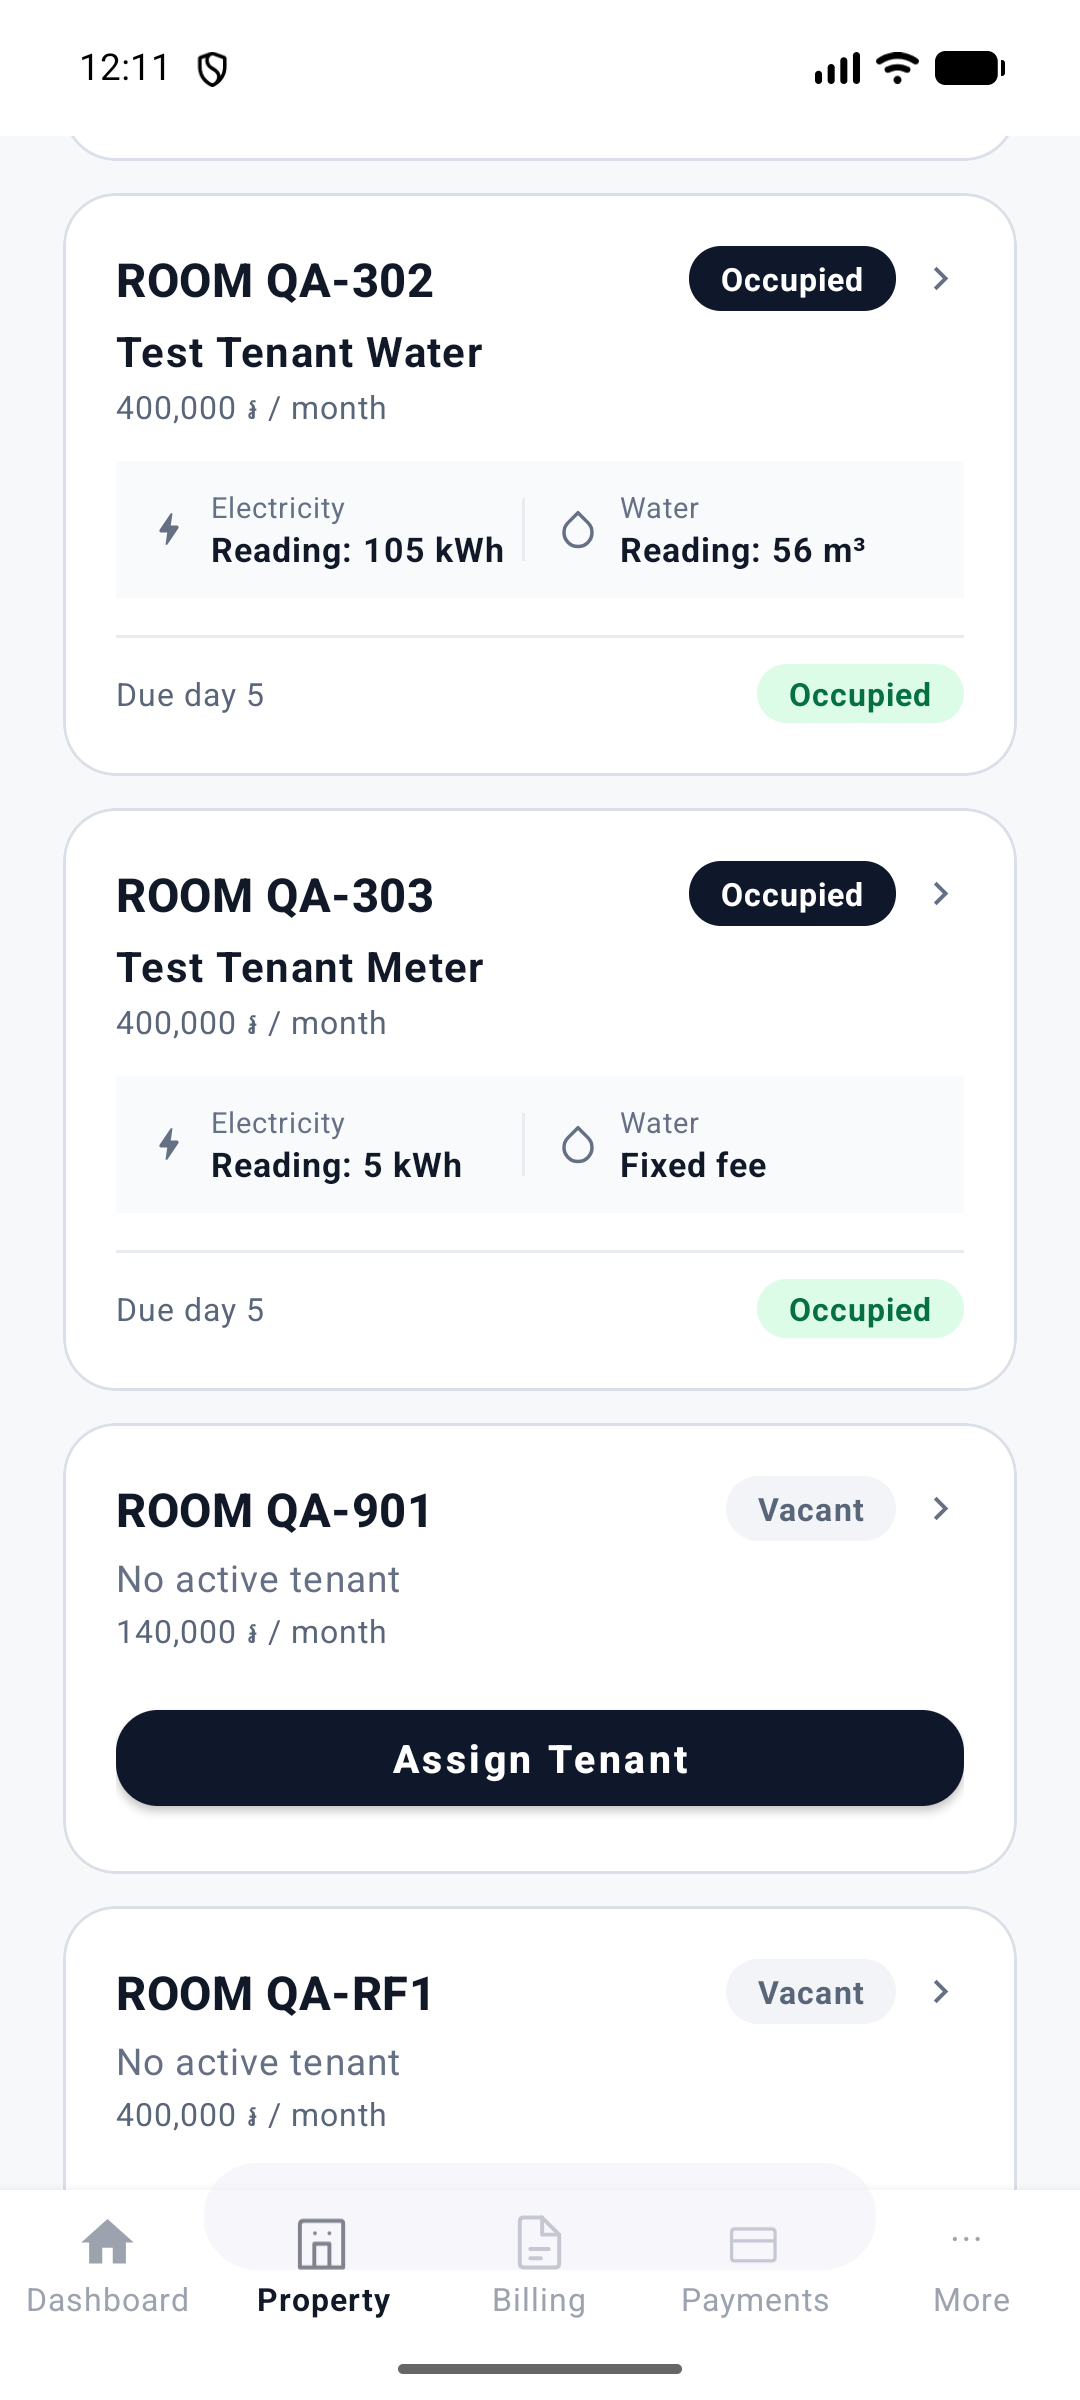 12:11
ROOM QA-302
Occupied
Test Tenant Water
400,000 ៛ / month
Electricity
Reading: 105 kWh
Water
Reading: 56 m³
Due day 5
Occupied
ROOM QA-303
Occupied
Test Tenant Meter
400,000 ៛ / month
Electricity
Reading: 5 kWh
Water
Fixed fee
Due day 5
Occupied
ROOM QA-901
Vacant
No active tenant
140,000 ៛ / month
Assign Tenant
ROOM QA-RF1
Vacant
No active tenant
400,000 ៛ / month
Dashboard
Property
Billing
Payments
More